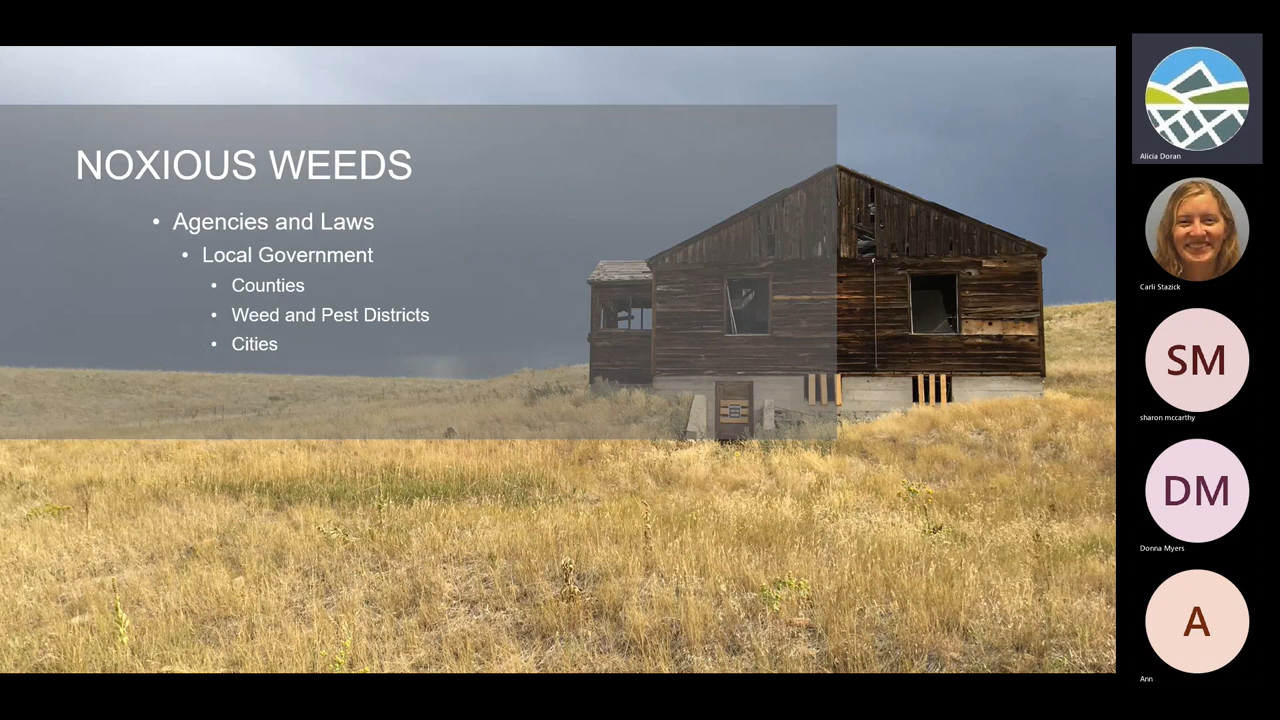 NOXIOUS WEEDS
• Agencies and Laws
• Local Government
• Counties
• Weed and Pest Districts
• Cities
Alicia Doran
Carli Stazick
SM
sharon mccarthy
DM
Donna Myers
A
Ann